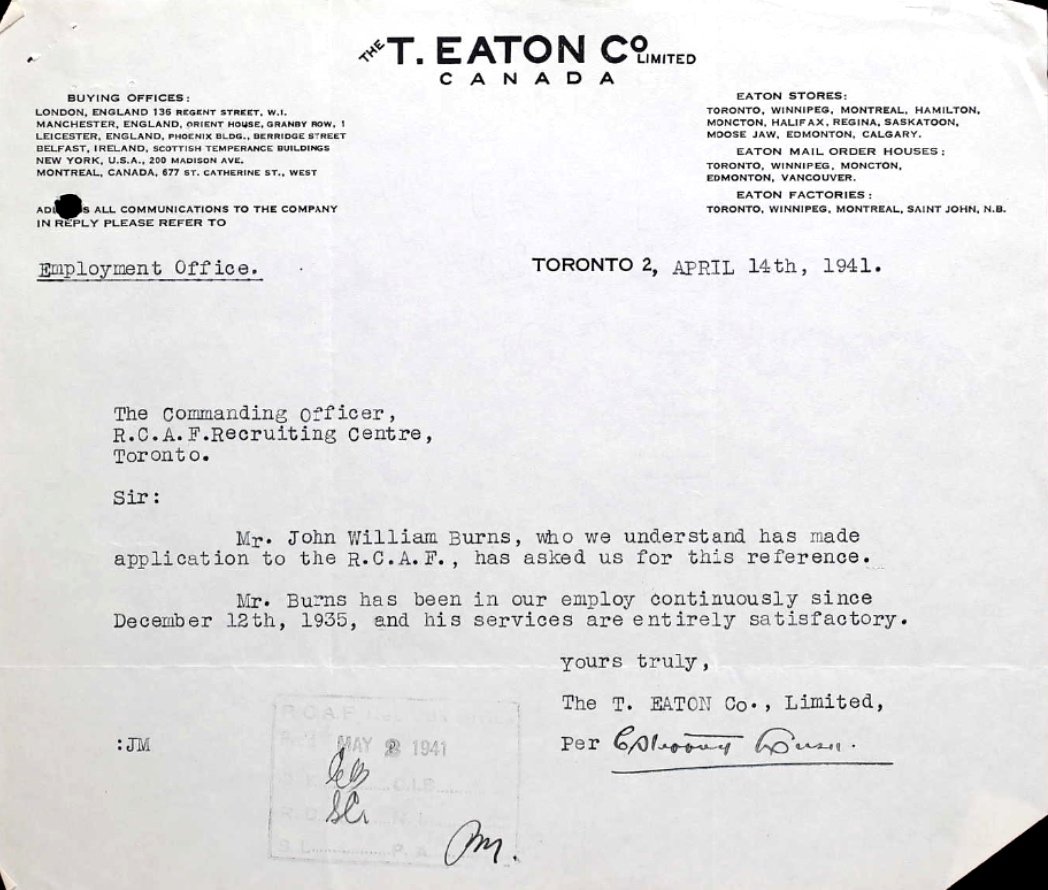 THE T. EATON CO LIMITED
CANADA
BUYING OFFICES:
LONDON, ENGLAND 136 REGENT STREET, W.I.
MANCHESTER, ENGLAND, ORIENT HOUSE, GRANBY ROW, 1
LEICESTER, ENGLAND, PHOENIX BLDG., BERRIDGE STREET
BELFAST, IRELAND, SCOTTISH TEMPERANCE BUILDINGS
NEW YORK, U.S.A., 200 MADISON AVE.
MONTREAL, CANADA, 677 ST. CATHERINE ST., WEST
S ALL COMMUNICATIONS TO THE COMPANY
IN REPLY PLEASE REFER TO
EATON STORES:
TORONTO, WINNIPEG, MONTREAL, HAMILTON,
MONCTON, HALIFAX, REGINA, SASKATOON,
MOOSE JAW, EDMONTON, CALGARY.
EATON MAIL ORDER HOUSES:
TORONTO, WINNIPEG, MONCTON,
EDMONTON, VANCOUVER.
EATON FACTORIES:
TORONTO, WINNIPEG, MONTREAL, SAINT JOHN, N.B.
Employment Office.
TORONTO 2, APRIL 14th, 1941.
The Commanding Officer,
R.C.A.F.Recruiting Centre,
Toronto.
Sir:
Mr. John William Burns, who we understand has made
application to the R.C.A.F., has asked us for this reference.
Mr. Burns has been in our employ continuously since
December 12th, 1935, and his services are entirely satisfactory.
yours truly,
The T. EATON Co., Limited,
:JM
Per
R.C.A.F.
MAY 1941